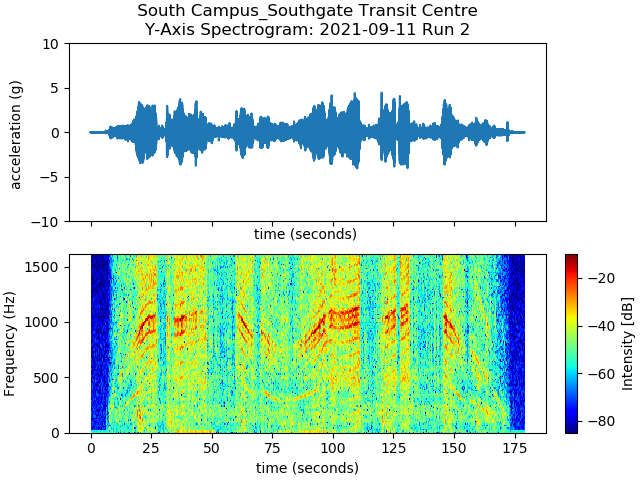 South Campus_Southgate Transit Centre
Y-Axis Spectrogram: 2021-09-11 Run 2
10
5
0
−5
−10
acceleration (g)
time (seconds)
1500
1000
500
0
Frequency (Hz)
0 25 50 75 100 125 150 175
time (seconds)
−20
−40
−60
−80
Intensity [dB]